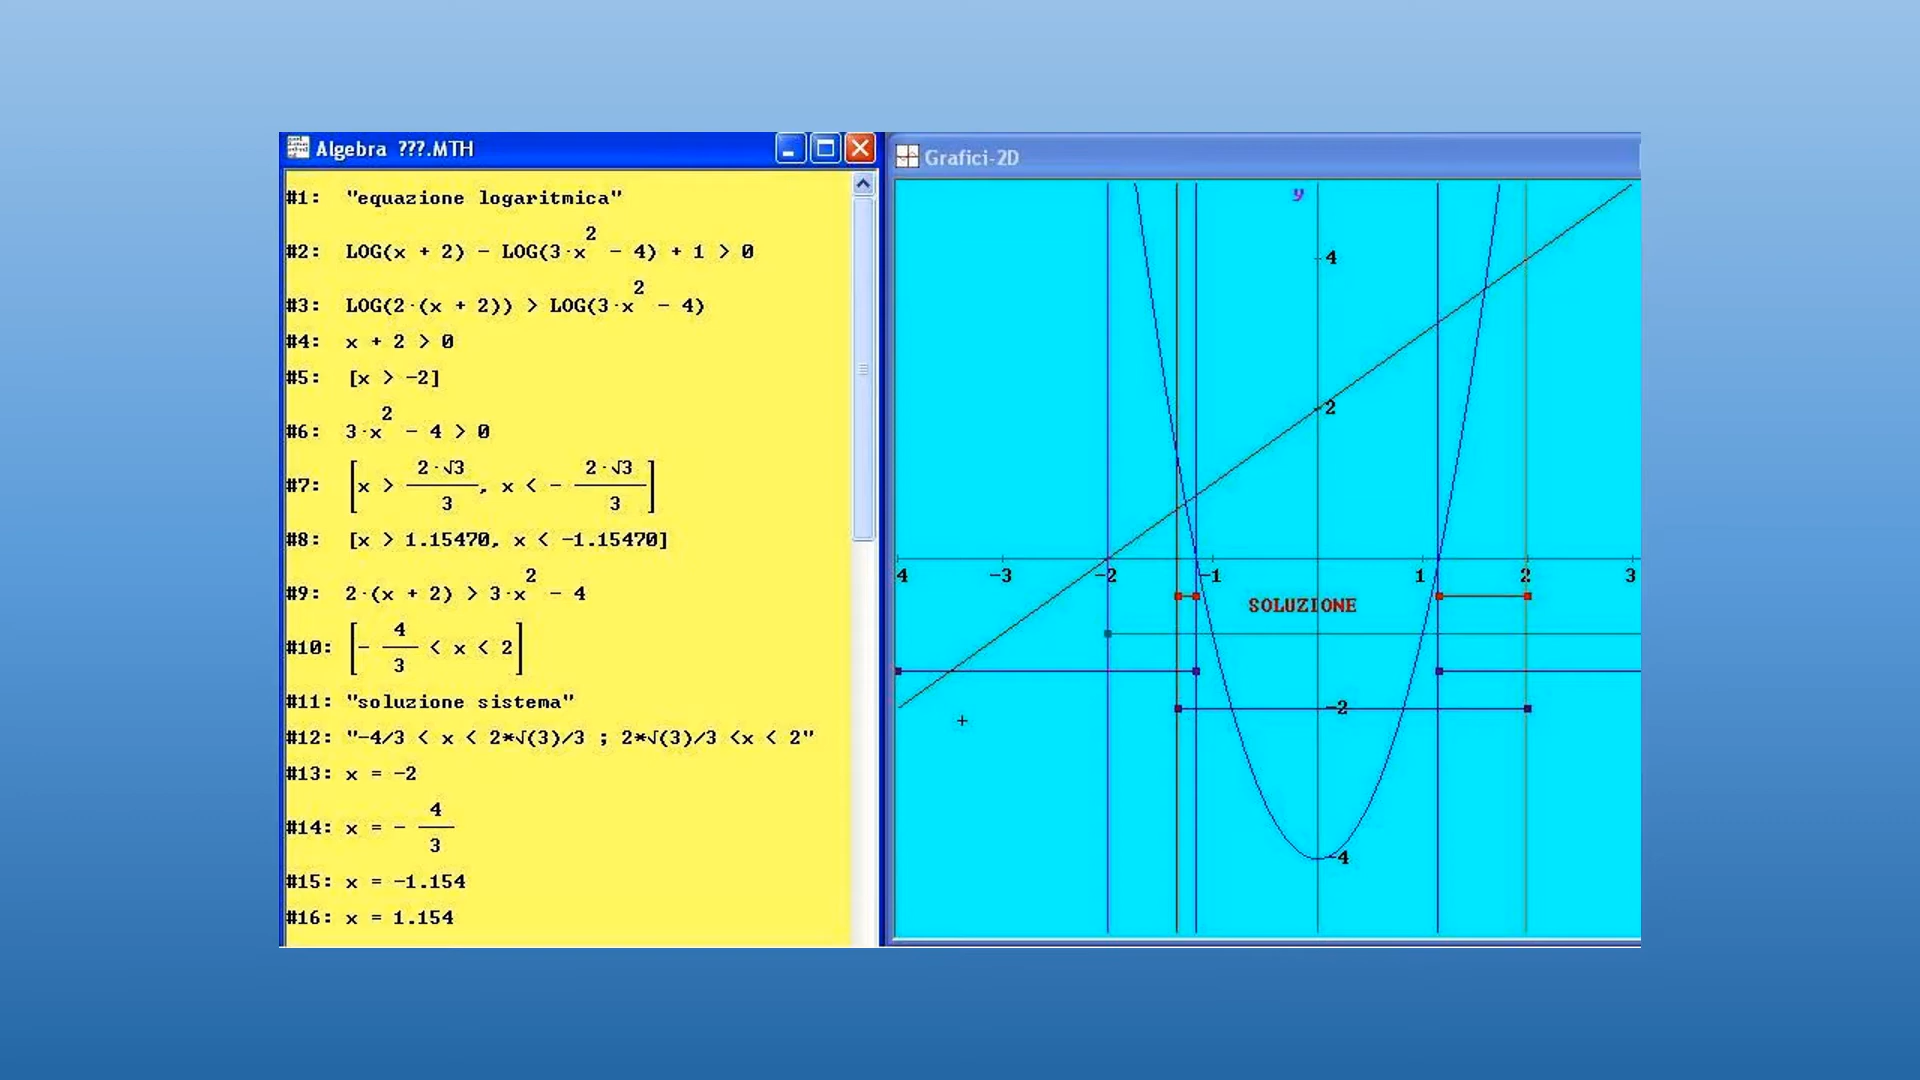 Algebra ???.MTH
#1: "equazione logaritmica"
#2: LOG(x + 2) - LOG(3·x² - 4) + 1 > 0
#3: LOG(2·(x + 2)) > LOG(3·x² - 4)
#4: x + 2 > 0
#5: [x > -2]
#6: 3·x² - 4 > 0
#7: [x > 2·√3/3, x < - 2·√3/3]
#8: [x > 1.15470, x < -1.15470]
#9: 2·(x + 2) > 3·x² - 4
#10: [- 4/3 < x < 2]
#11: "soluzione sistema"
#12: "-4/3 < x < 2*√(3)/3 ; 2*√(3)/3 <x < 2"
#13: x = -2
#14: x = - 4/3
#15: x = -1.154
#16: x = 1.154
Grafici-2D
y
4
2
4 -3 -2 -1 1 2 3
SOLUZIONE
-2
-4